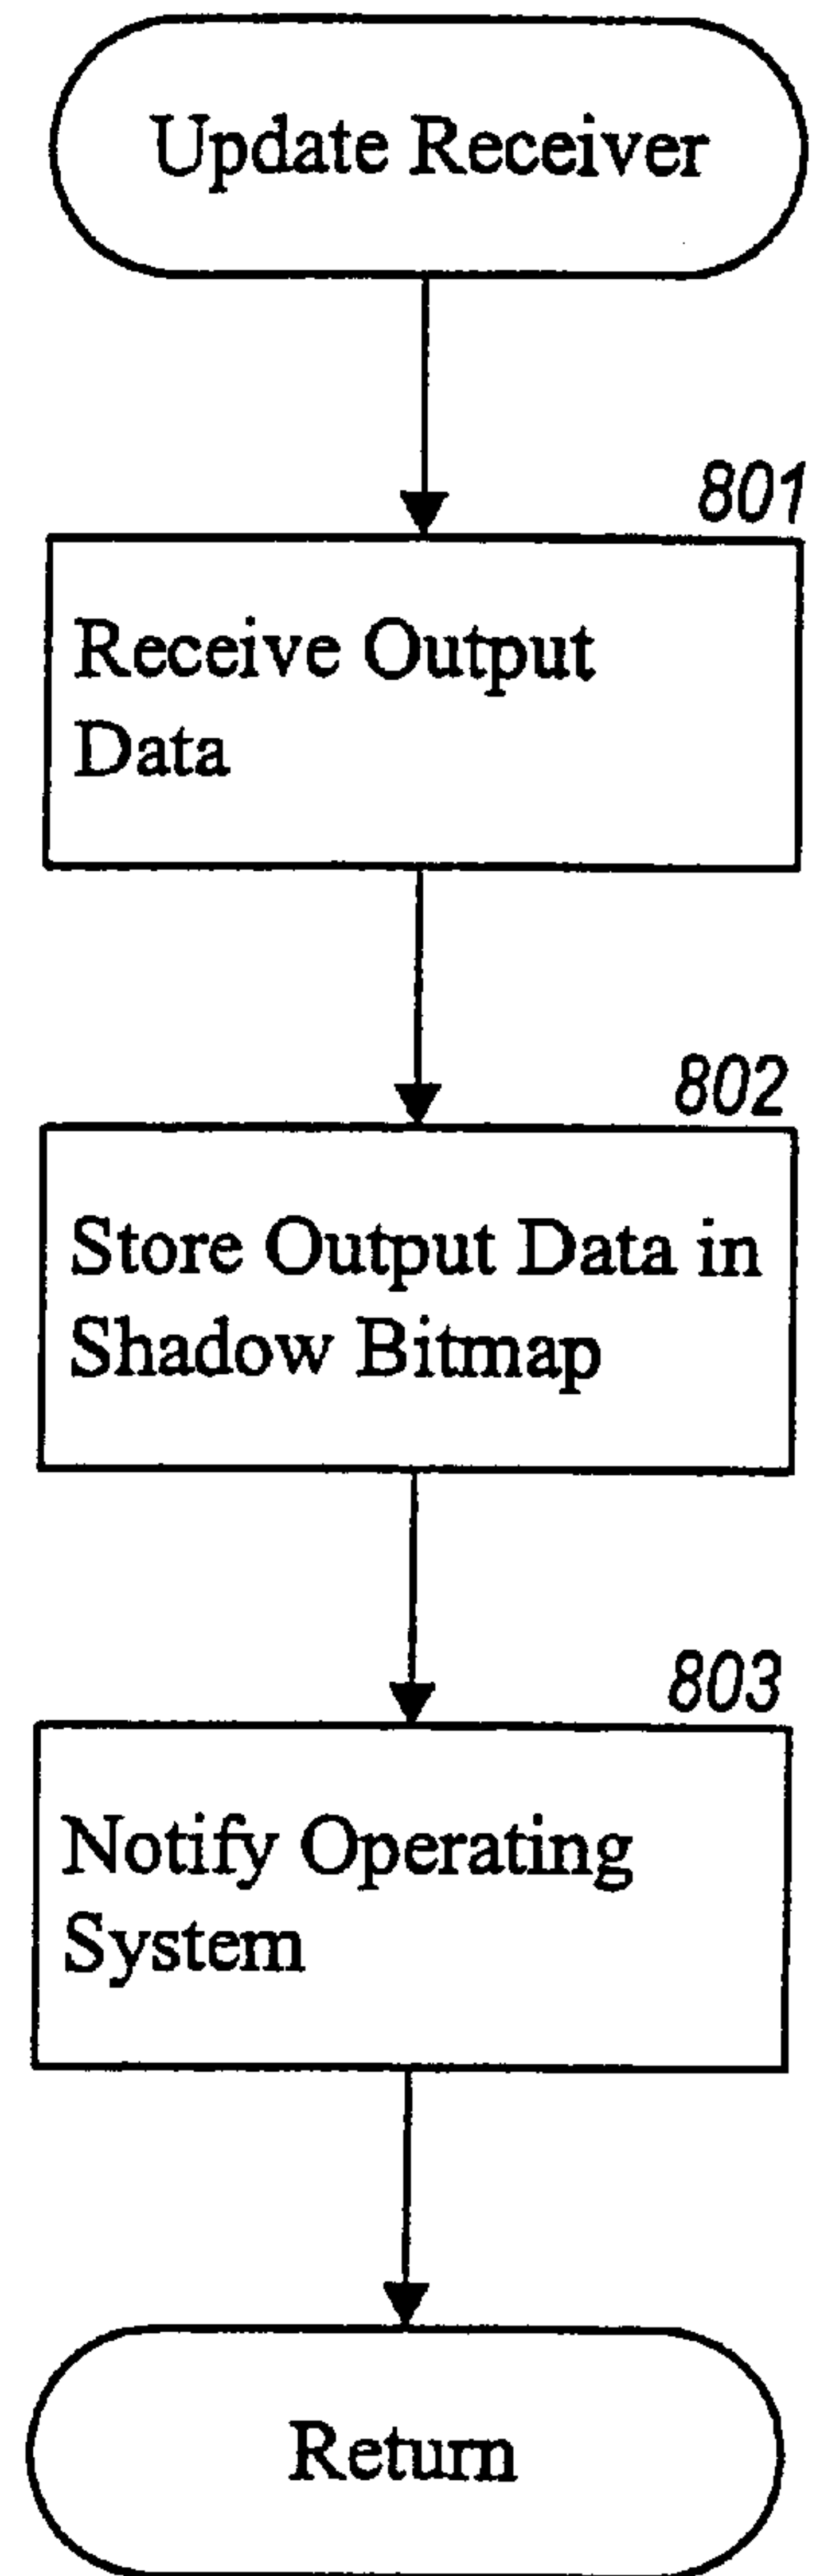 Update Receiver
801
Receive Output
Data
802
Store Output Data in
Shadow Bitmap
803
Notify Operating
System
Return